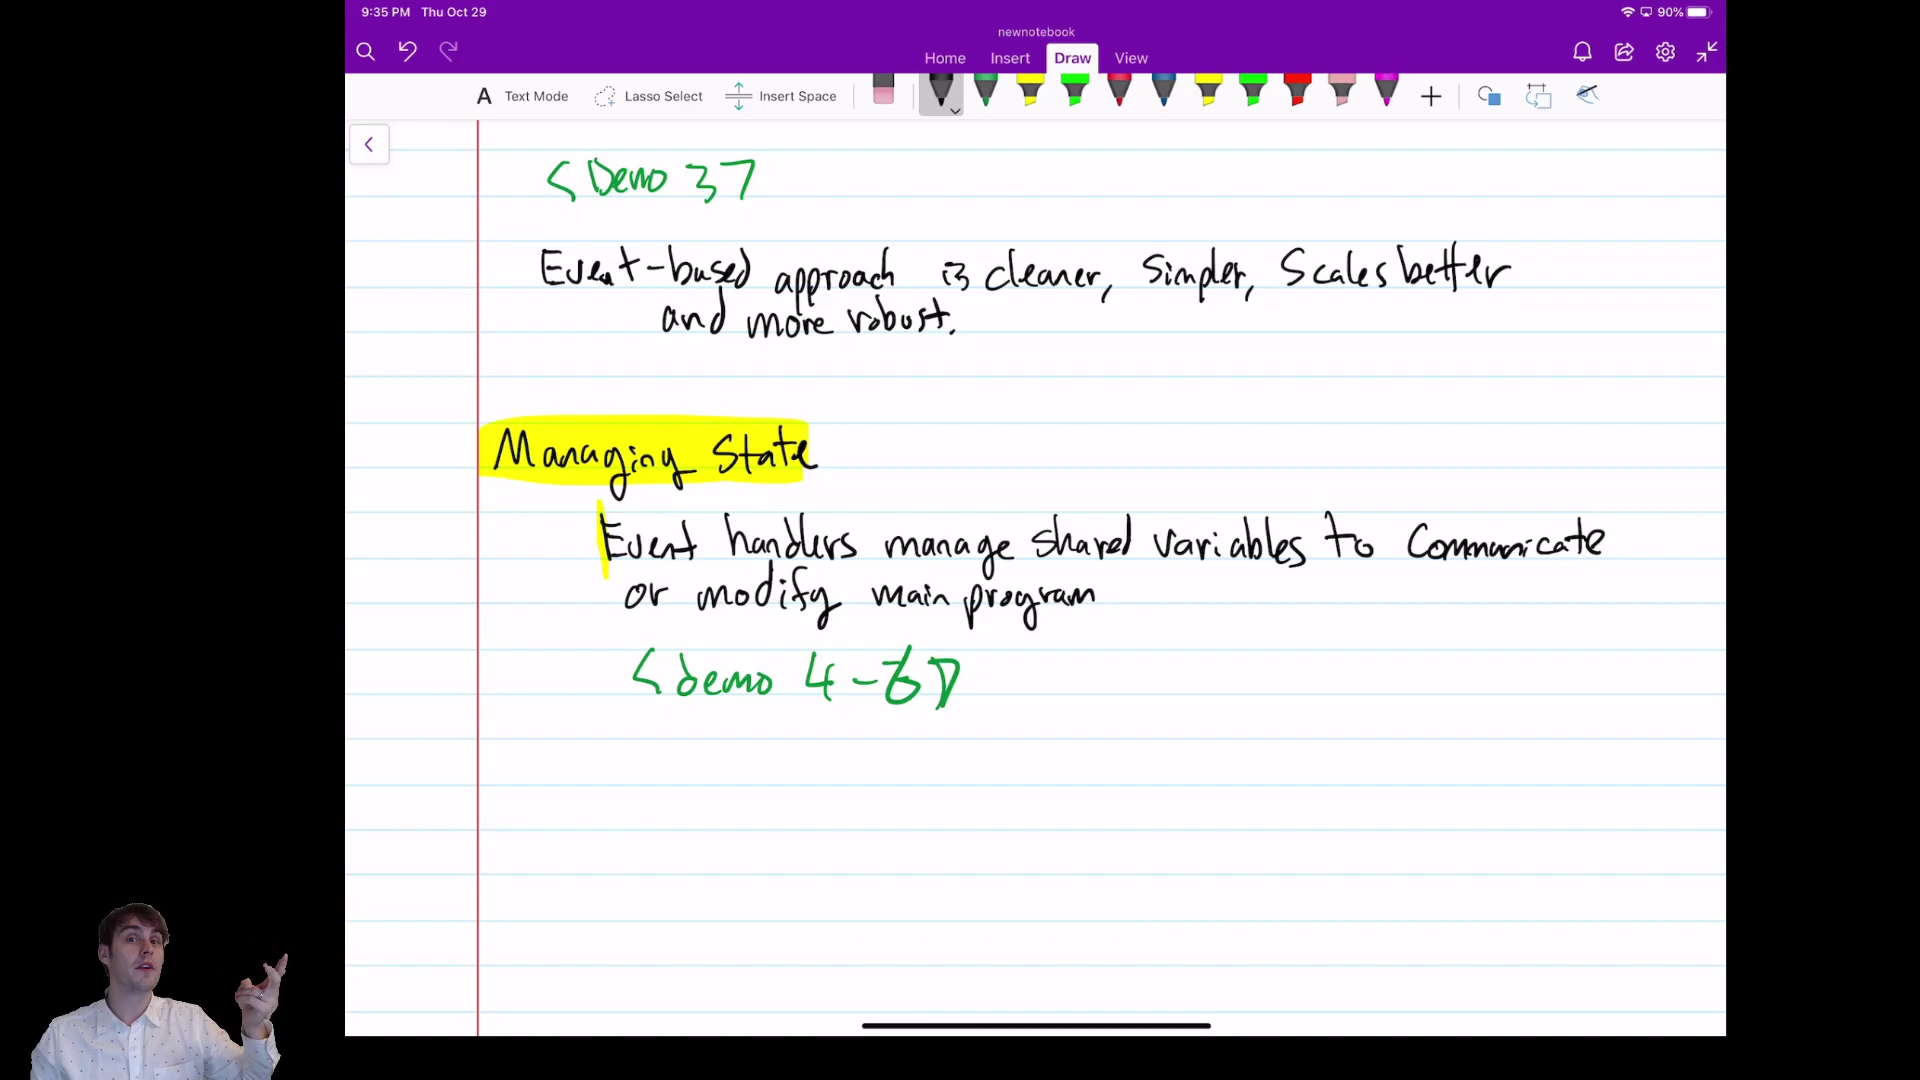 9:35 PM Thu Oct 29
90%
newnotebook
Home Insert Draw View
A Text Mode Lasso Select Insert Space
<Demo 3>
Event-based approach is cleaner, simpler, Scales better
and more robust.
Managing State
Event handlers manage shared variables to Communicate
or modify main program
<demo 4-6>